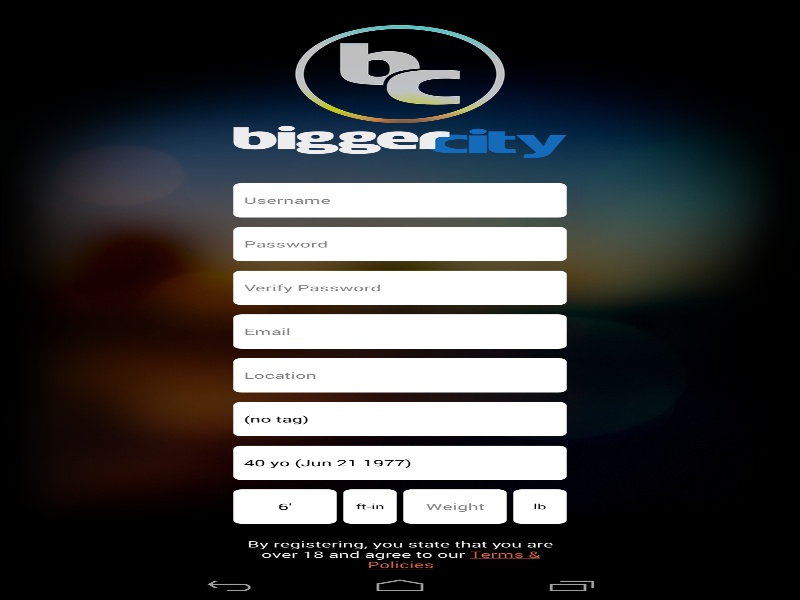 bc
biggercity
Username
Password
Verify Password
Email
Location
(no tag)
40 yo (Jun 21 1977)
6' ft-in Weight lb
By registering, you state that you are
over 18 and agree to our Terms &
Policies